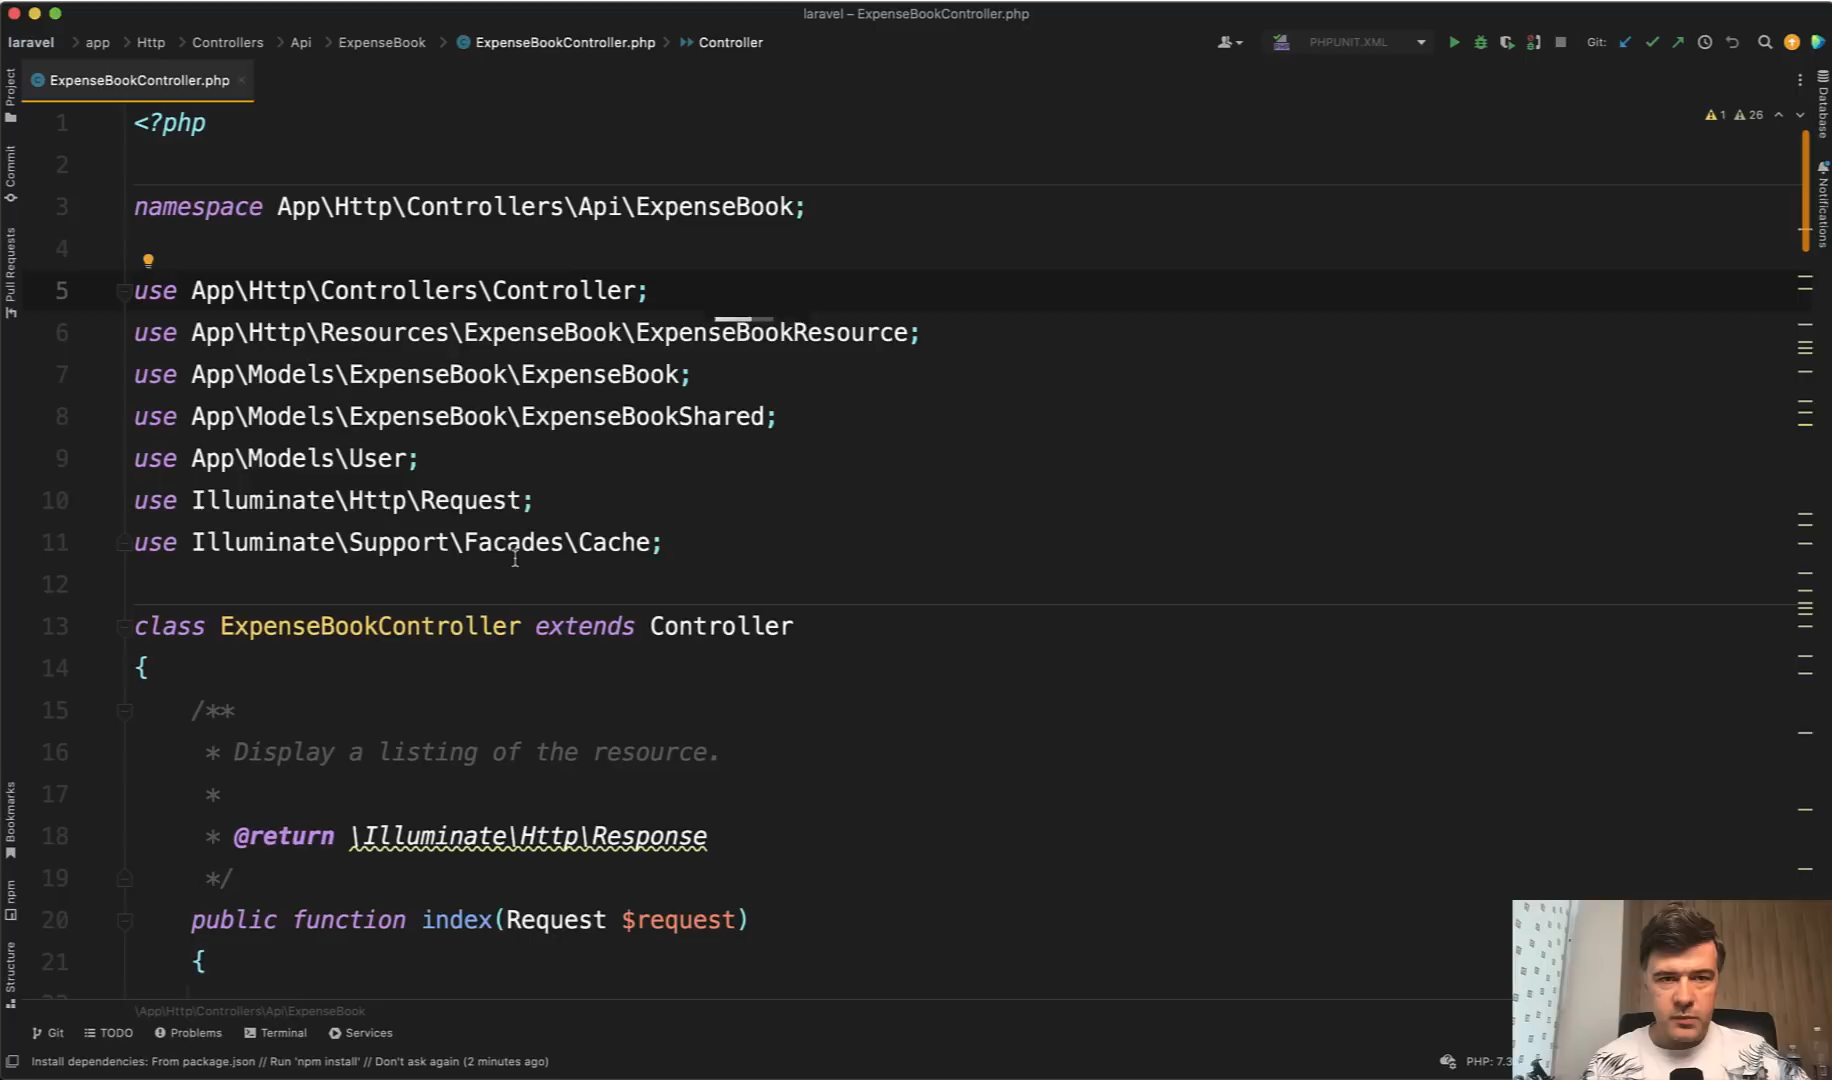 laravel – ExpenseBookController.php
laravel > app > Http > Controllers > Api > ExpenseBook > ExpenseBookController.php > Controller
PHPUNIT.XML
Git:
ExpenseBookController.php
1 26
Project
Commit
Pull Requests
Bookmarks
npm
Structure
Database
Notifications
1 <?php
2
3 namespace App\Http\Controllers\Api\ExpenseBook;
4
5 use App\Http\Controllers\Controller;
6 use App\Http\Resources\ExpenseBook\ExpenseBookResource;
7 use App\Models\ExpenseBook\ExpenseBook;
8 use App\Models\ExpenseBook\ExpenseBookShared;
9 use App\Models\User;
10 use Illuminate\Http\Request;
11 use Illuminate\Support\Facades\Cache;
12
13 class ExpenseBookController extends Controller
14 {
15 /**
16 * Display a listing of the resource.
17 *
18 * @return \Illuminate\Http\Response
19 */
20 public function index(Request $request)
21 {
\App\Http\Controllers\Api\ExpenseBook
Git TODO Problems Terminal Services
Install dependencies: From package.json // Run 'npm install' // Don't ask again (2 minutes ago)
PHP: 7.3